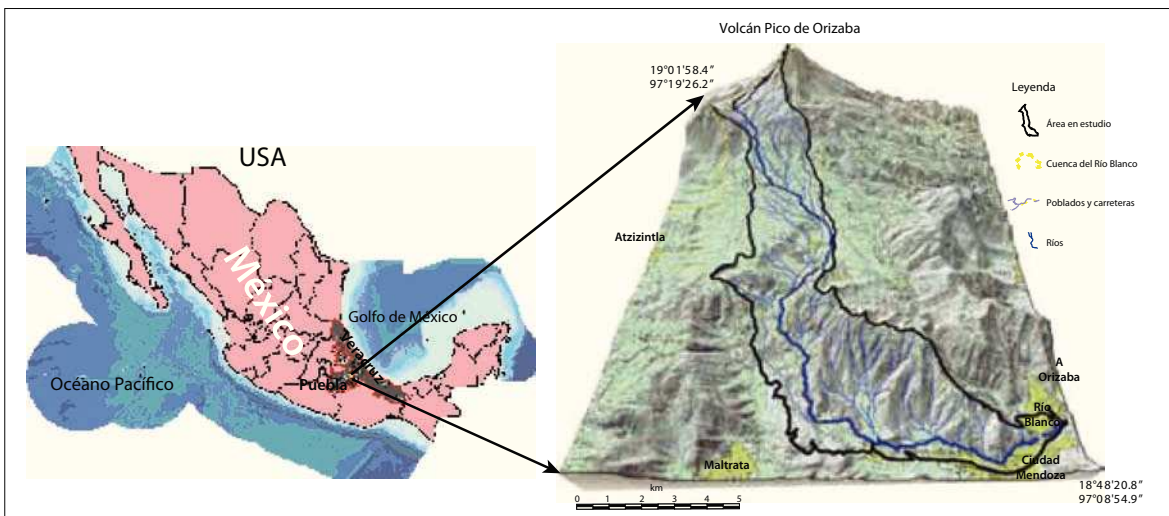 Volcán Pico de Orizaba
19°01'58.4"
97°19'26.2"
Leyenda
Área en estudio
Cuenca del Río Blanco
Poblados y carreteras
Ríos
USA
México
Golfo de México
Veracruz
Puebla
Océano Pacífico
Atzizintla
A
Orizaba
Río
Blanco
Maltrata
Ciudad
Mendoza
18°48'20.8"
97°08'54.9"
km
0 1 2 3 4 5